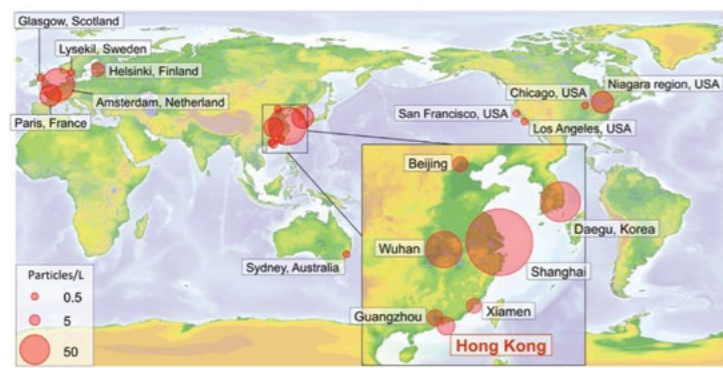 Glasgow, Scotland
Lysekil, Sweden
Helsinki, Finland
Amsterdam, Netherland
Paris, France
Niagara region, USA
Chicago, USA
San Francisco, USA
Los Angeles, USA
Beijing
Daegu, Korea
Wuhan
Shanghai
Sydney, Australia
Xiamen
Guangzhou
Hong Kong
Particles/L
0.5
5
50